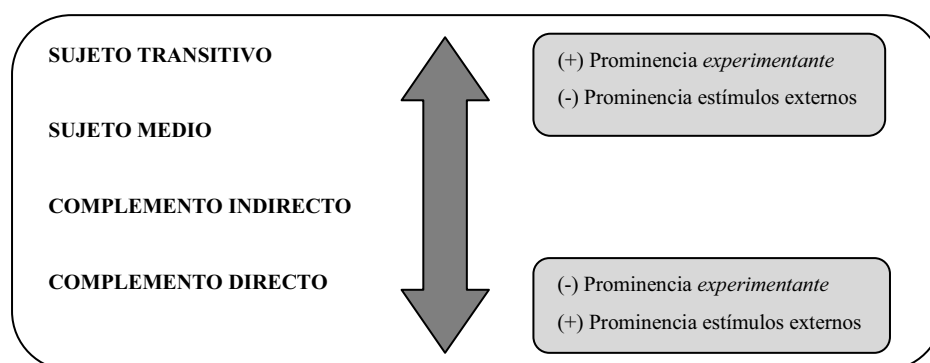 SUJETO TRANSITIVO
SUJETO MEDIO
COMPLEMENTO INDIRECTO
COMPLEMENTO DIRECTO
(+) Prominencia experimentante
(-) Prominencia estímulos externos
(-) Prominencia experimentante
(+) Prominencia estímulos externos